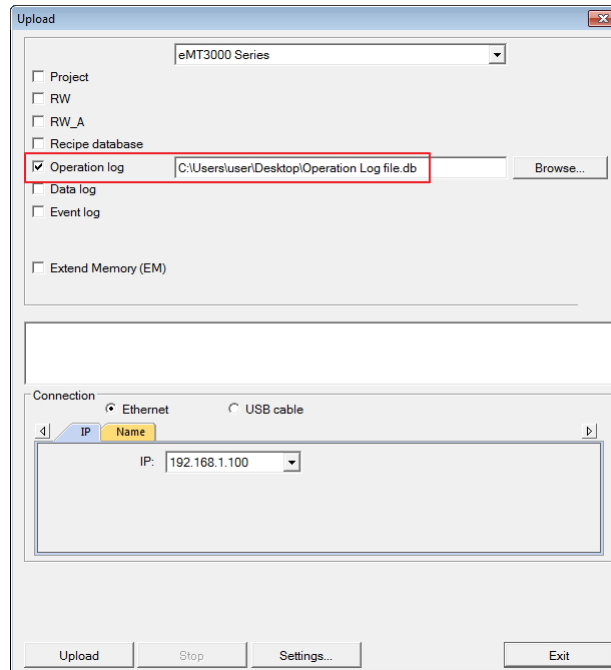 Upload
eMT3000 Series
Project
RW
RW_A
Recipe database
Operation log C:\Users\user\Desktop\Operation Log file.db Browse...
Data log
Event log
Extend Memory (EM)
Connection
Ethernet USB cable
IP Name
IP: 192.168.1.100
Upload Stop Settings... Exit